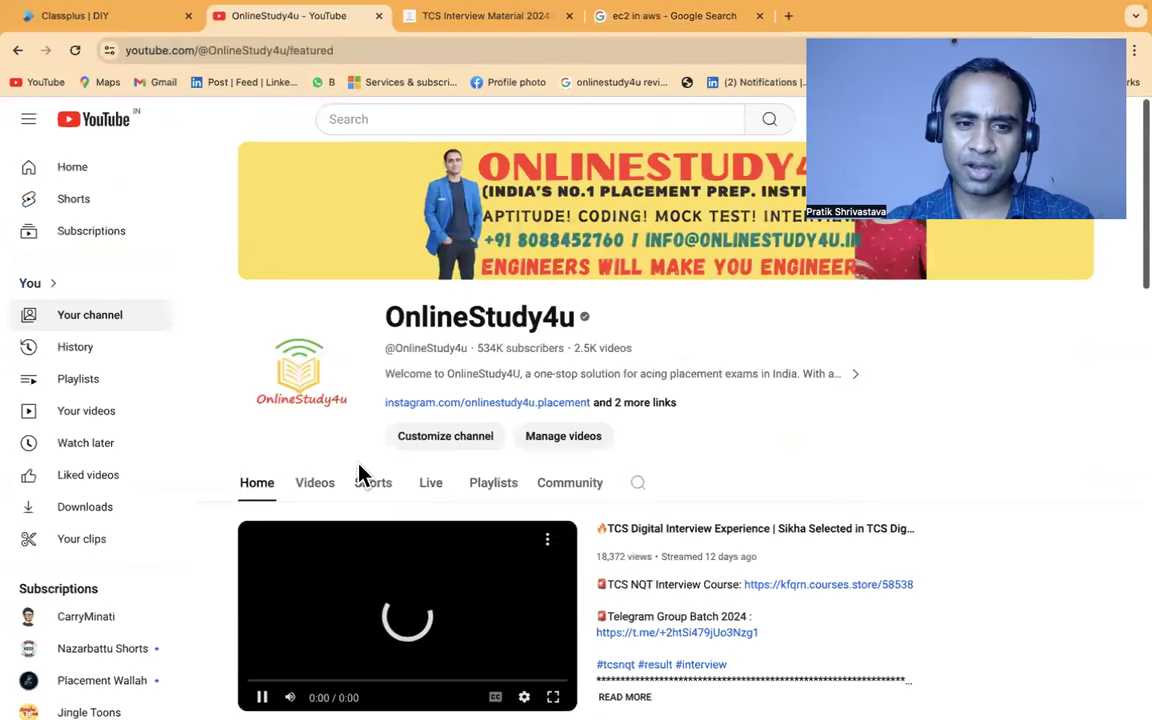 Classplus | DIY
OnlineStudy4u - YouTube
TCS Interview Material 2024
ec2 in aws - Google Search
youtube.com/@OnlineStudy4u/featured
YouTube
Maps
Gmail
Post | Feed | Linke...
B
Services & subscri...
Profile photo
onlinestudy4u revi...
(2) Notifications |..
rks
YouTube IN
Search
Home
Shorts
Subscriptions
You
Your channel
History
Playlists
Your videos
Watch later
Liked videos
Downloads
Your clips
Subscriptions
CarryMinati
Nazarbattu Shorts
Placement Wallah
Jingle Toons
ONLINESTUDY4
(INDIA'S NO.1 PLACEMENT PREP. INSTI
APTITUDE! CODING! MOCK TEST! INTERVI
+91 8088452760 / INFO@ONLINESTUDY4U.IN
ENGINEERS WILL MAKE YOU ENGINEER
Pratik Shrivastava
OnlineStudy4u
OnlineStudy4u
@OnlineStudy4u · 534K subscribers · 2.5K videos
Welcome to OnlineStudy4U, a one-stop solution for acing placement exams in India. With a...
instagram.com/onlinestudy4u.placement and 2 more links
Customize channel
Manage videos
Home
Videos
Shorts
Live
Playlists
Community
0:00 / 0:00
🔥TCS Digital Interview Experience | Sikha Selected in TCS Dig...
18,372 views • Streamed 12 days ago
🚨TCS NQT Interview Course: https://kfqrn.courses.store/58538
🚨Telegram Group Batch 2024 :
https://t.me/+2htSi479jUo3Nzg1
#tcsnqt #result #interview
READ MORE